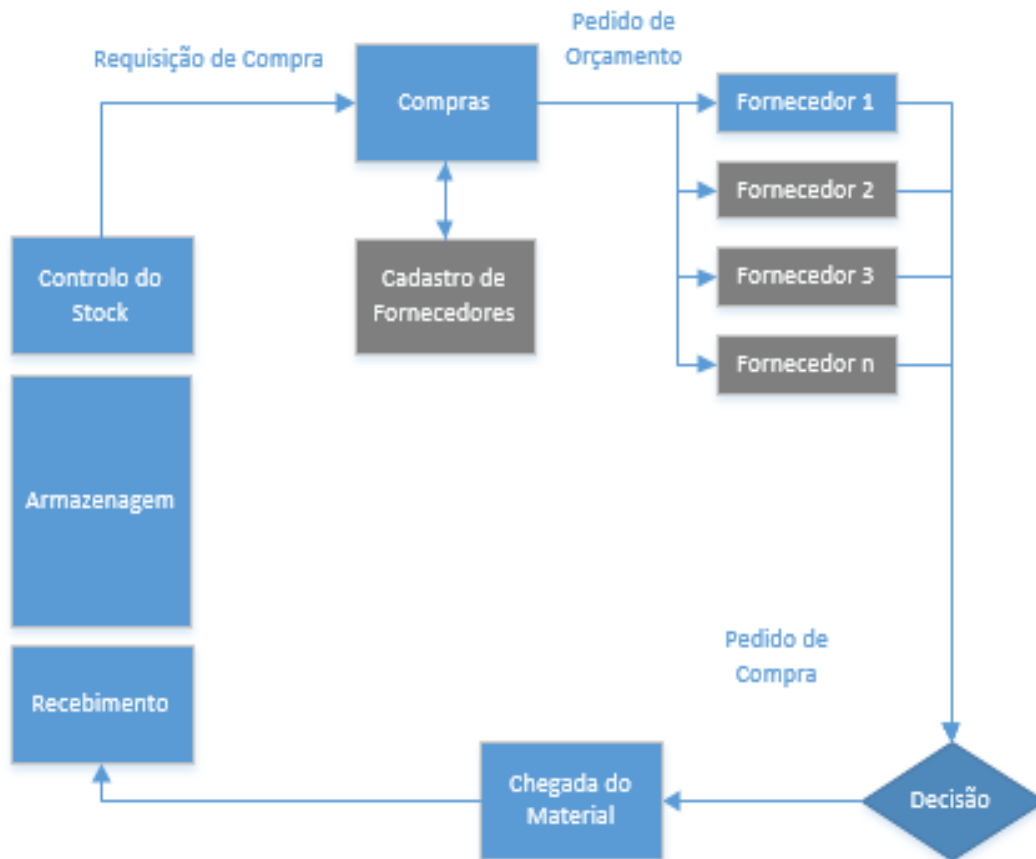 Pedido de
Orçamento
Requisição de Compra
Compras
Fornecedor 1
Fornecedor 2
Controlo do
Stock
Cadastro de
Fornecedores
Fornecedor 3
Fornecedor n
Armazenagem
Pedido de
Compra
Recebimento
Chegada do
Material
Decisão